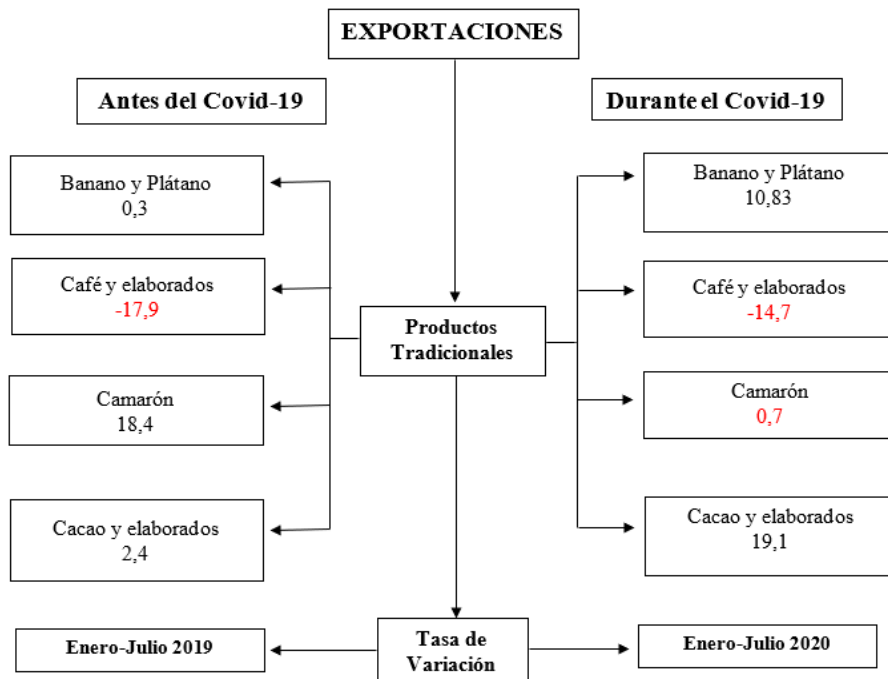 EXPORTACIONES
Antes del Covid-19
Durante el Covid-19
Banano y Plátano
0,3
Café y elaborados
-17,9
Camarón
18,4
Cacao y elaborados
2,4
Productos
Tradicionales
Banano y Plátano
10,83
Café y elaborados
-14,7
Camarón
0,7
Cacao y elaborados
19,1
Enero-Julio 2019
Tasa de
Variación
Enero-Julio 2020